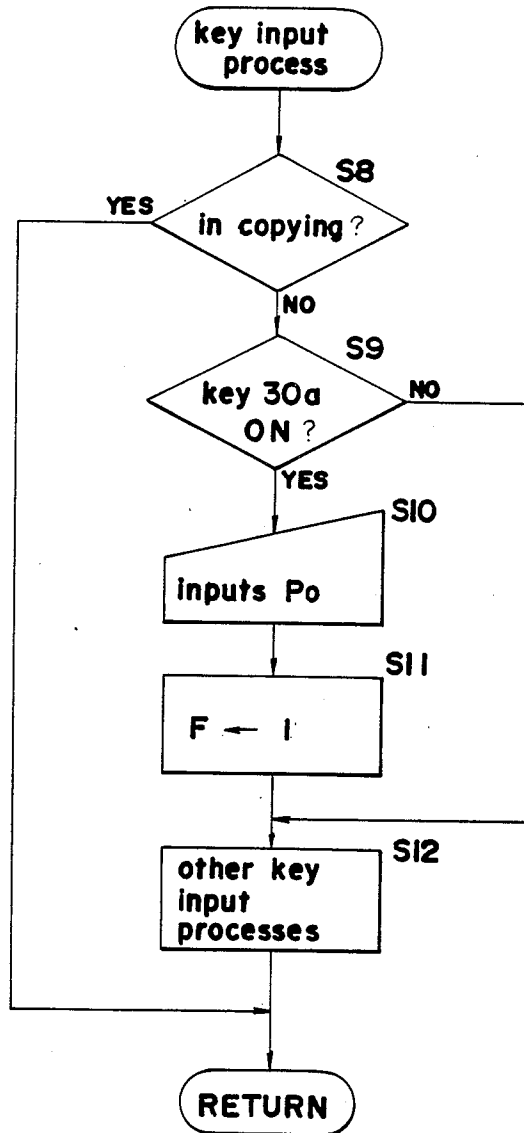 key input
process
S8
YES
in copying?
NO
S9
key 30a
ON?
NO
YES
S10
inputs Po
S11
F ← 1
S12
other key
input
processes
RETURN